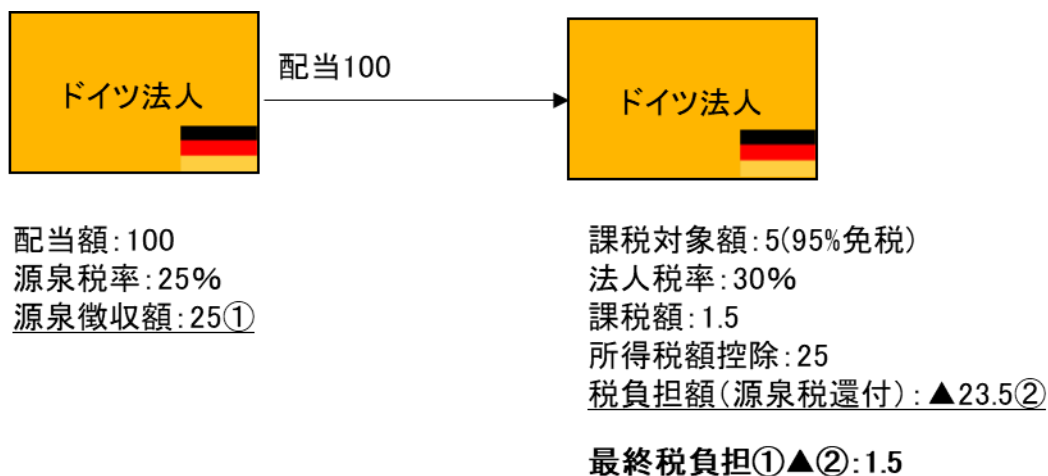 ドイツ法人
配当100
ドイツ法人
配当額:100
源泉税率:25%
源泉徴収額:25①
課税対象額:5(95%免税)
法人税率:30%
課税額:1.5
所得税額控除:25
税負担額(源泉税還付):▲23.5②
最終税負担①▲②:1.5